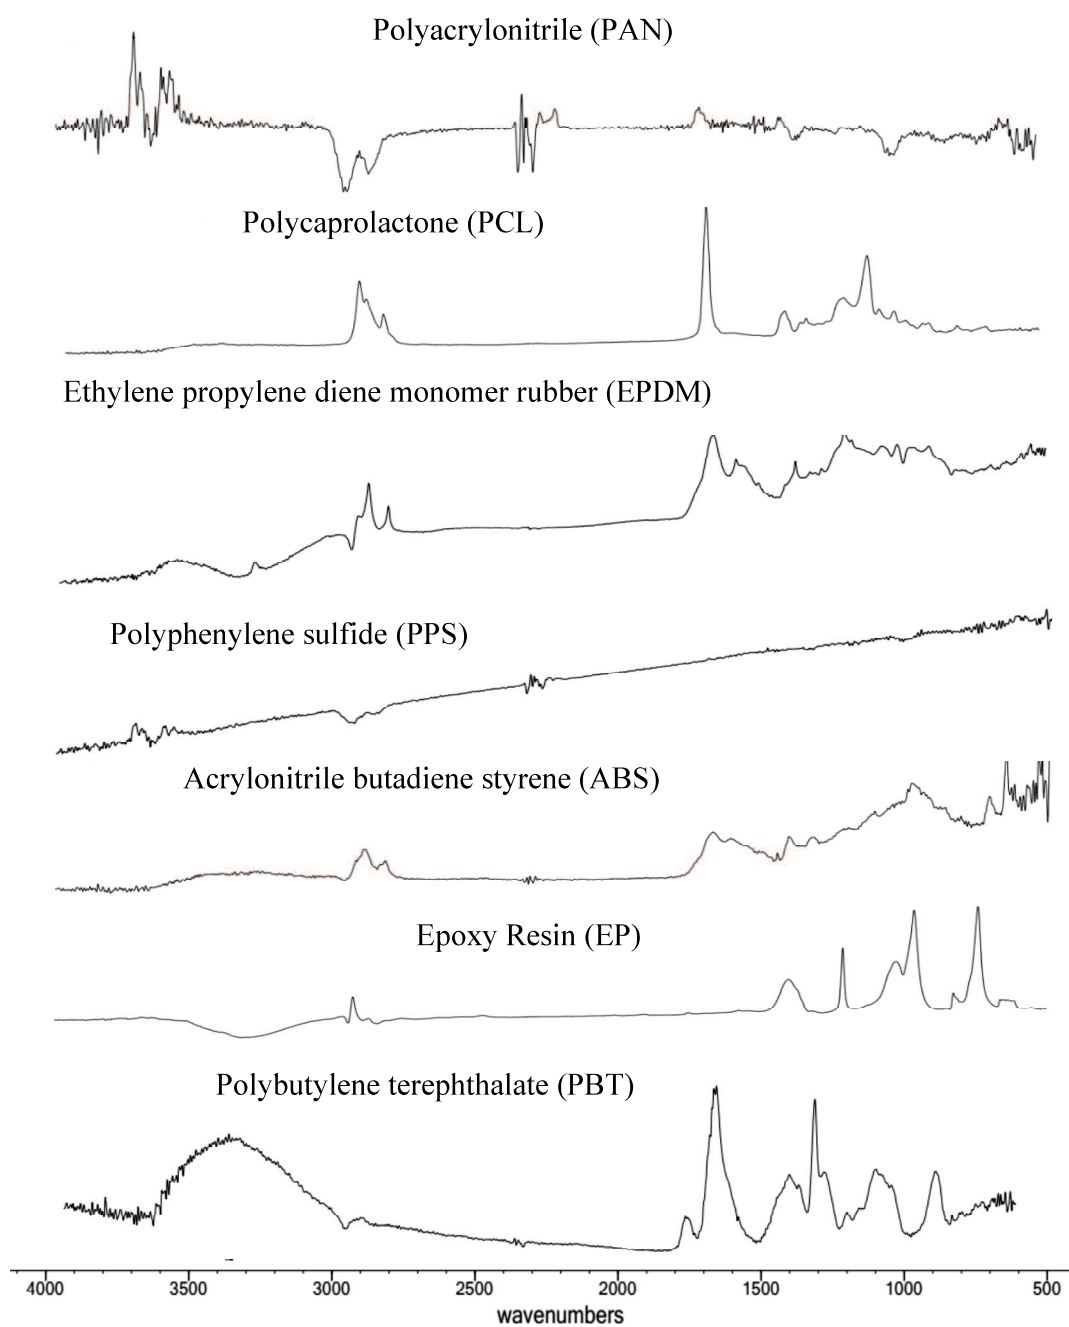 Polyacrylonitrile (PAN)
Polycaprolactone (PCL)
Ethylene propylene diene monomer rubber (EPDM)
Polyphenylene sulfide (PPS)
Acrylonitrile butadiene styrene (ABS)
Epoxy Resin (EP)
Polybutylene terephthalate (PBT)
4000 3500 3000 2500 2000 1500 1000 500
wavenumbers